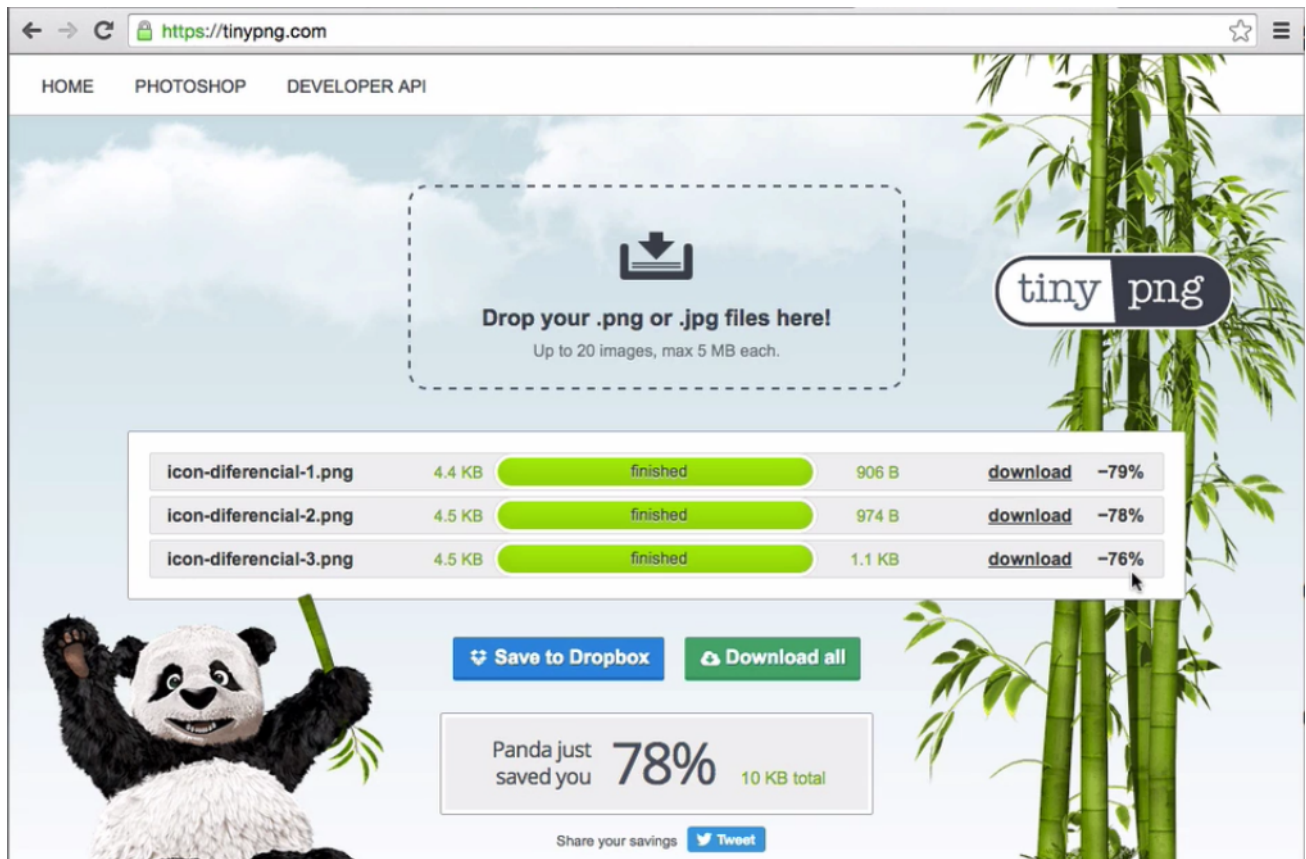 https://tinypng.com
HOME PHOTOSHOP DEVELOPER API
Drop your .png or .jpg files here!
Up to 20 images, max 5 MB each.
tiny png
icon-diferencial-1.png 4.4 KB finished 906 B download −79%
icon-diferencial-2.png 4.5 KB finished 974 B download −78%
icon-diferencial-3.png 4.5 KB finished 1.1 KB download −76%
Save to Dropbox Download all
Panda just
saved you 78% 10 KB total
Share your savings Tweet